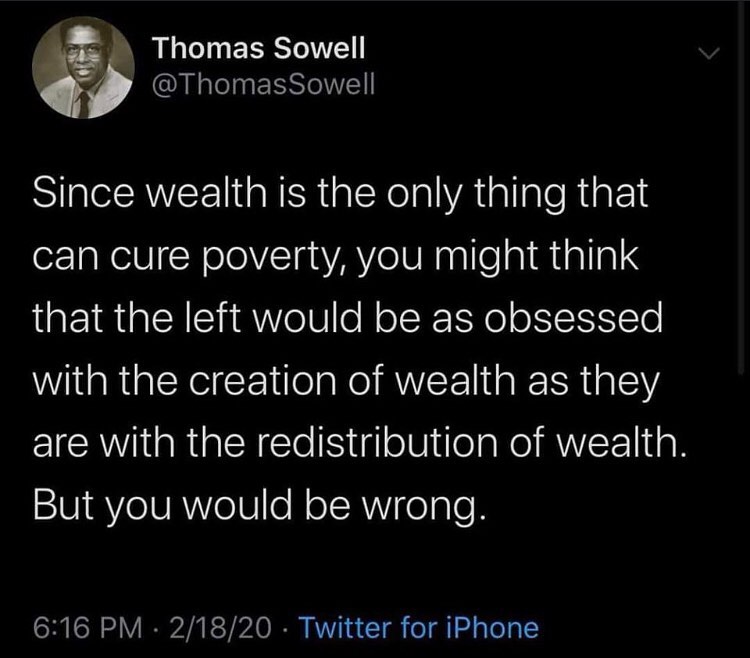 Thomas Sowell
@ThomasSowell
Since wealth is the only thing that
can cure poverty, you might think
that the left would be as obsessed
with the creation of wealth as they
are with the redistribution of wealth.
But you would be wrong.
6:16 PM · 2/18/20 · Twitter for iPhone